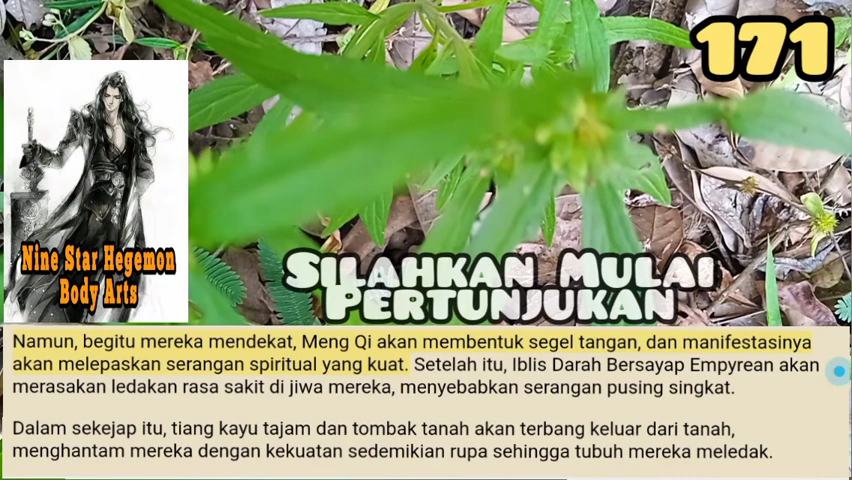 171
Nine Star Hegemon
Body Arts
Silahkan Mulai
Pertunjukan
Namun, begitu mereka mendekat, Meng Qi akan membentuk segel tangan, dan manifestasinya
akan melepaskan serangan spiritual yang kuat. Setelah itu, Iblis Darah Bersayap Empyrean akan
merasakan ledakan rasa sakit di jiwa mereka, menyebabkan serangan pusing singkat.
Dalam sekejap itu, tiang kayu tajam dan tombak tanah akan terbang keluar dari tanah,
menghantam mereka dengan kekuatan sedemikian rupa sehingga tubuh mereka meledak.